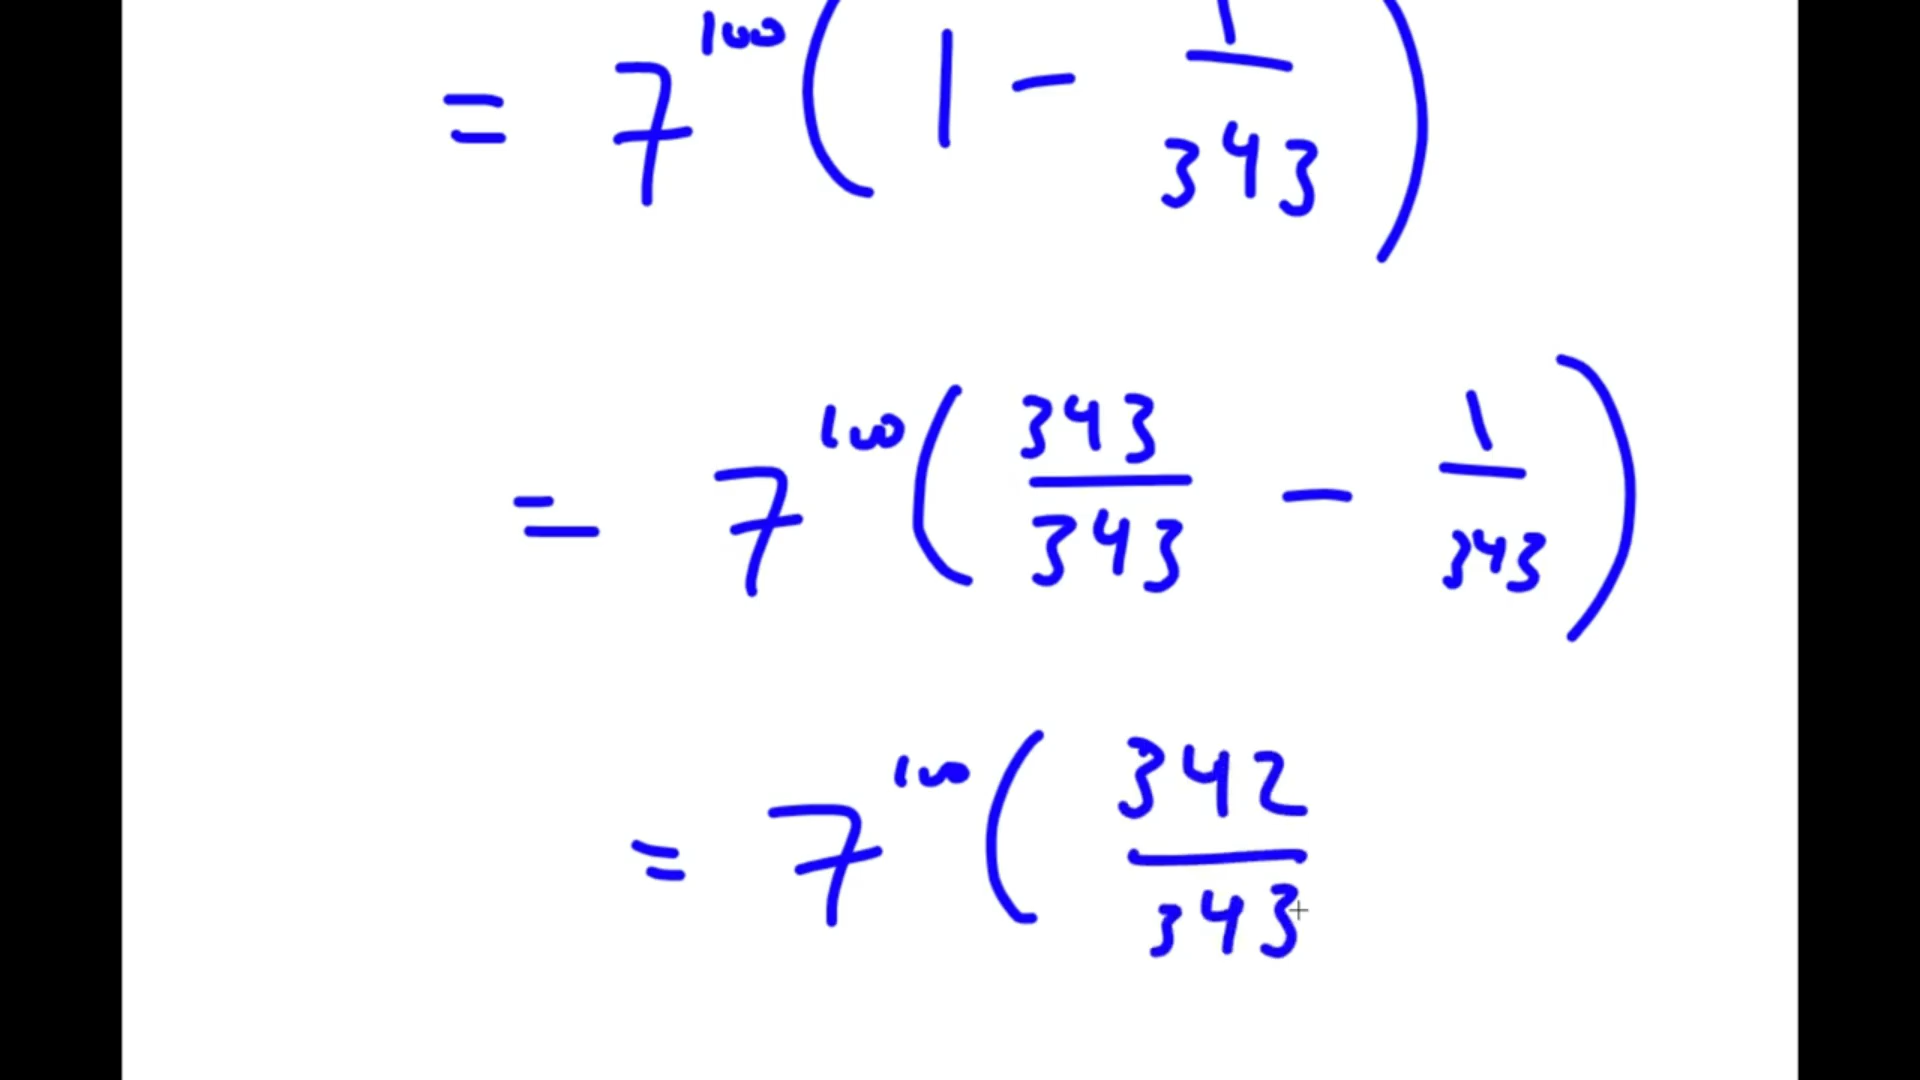 = 7^100 ( 1 - 1/343 )
= 7^100 ( 343/343 - 1/343 )
= 7^100 ( 342/343